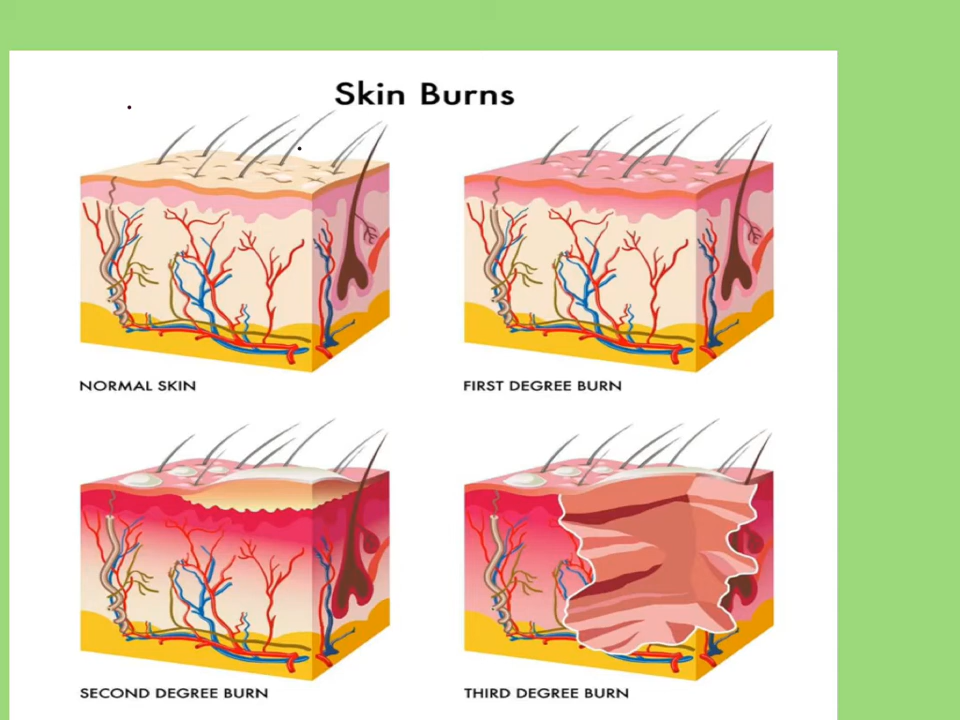 Skin Burns
NORMAL SKIN
FIRST DEGREE BURN
SECOND DEGREE BURN
THIRD DEGREE BURN